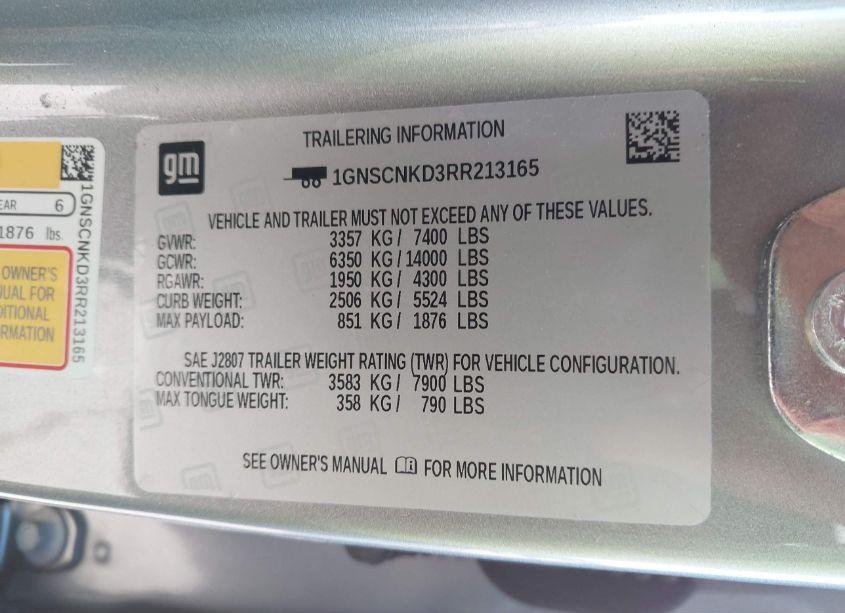 EAR 6
1876 lbs.
OWNER'S
UAL FOR
DITIONAL
RMATION
1GNSCNKD3RR213165
gm
TRAILERING INFORMATION
1GNSCNKD3RR213165
VEHICLE AND TRAILER MUST NOT EXCEED ANY OF THESE VALUES.
GVWR: 3357 KG / 7400 LBS
GCWR: 6350 KG / 14000 LBS
RGAWR: 1950 KG / 4300 LBS
CURB WEIGHT: 2506 KG / 5524 LBS
MAX PAYLOAD: 851 KG / 1876 LBS
SAE J2807 TRAILER WEIGHT RATING (TWR) FOR VEHICLE CONFIGURATION.
CONVENTIONAL TWR: 3583 KG / 7900 LBS
MAX TONGUE WEIGHT: 358 KG / 790 LBS
SEE OWNER'S MANUAL FOR MORE INFORMATION